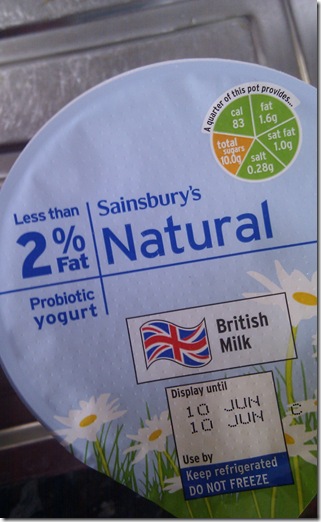 A quarter of this pot provides...
cal
83
fat
1.6g
sat fat
1.0g
salt
0.28g
total
sugars
10.0g
Less than
2%
Fat
Sainsbury's
Natural
Probiotic
yogurt
British
Milk
Display until
10 JUN
10 JUN C
Use by
Keep refrigerated
DO NOT FREEZE